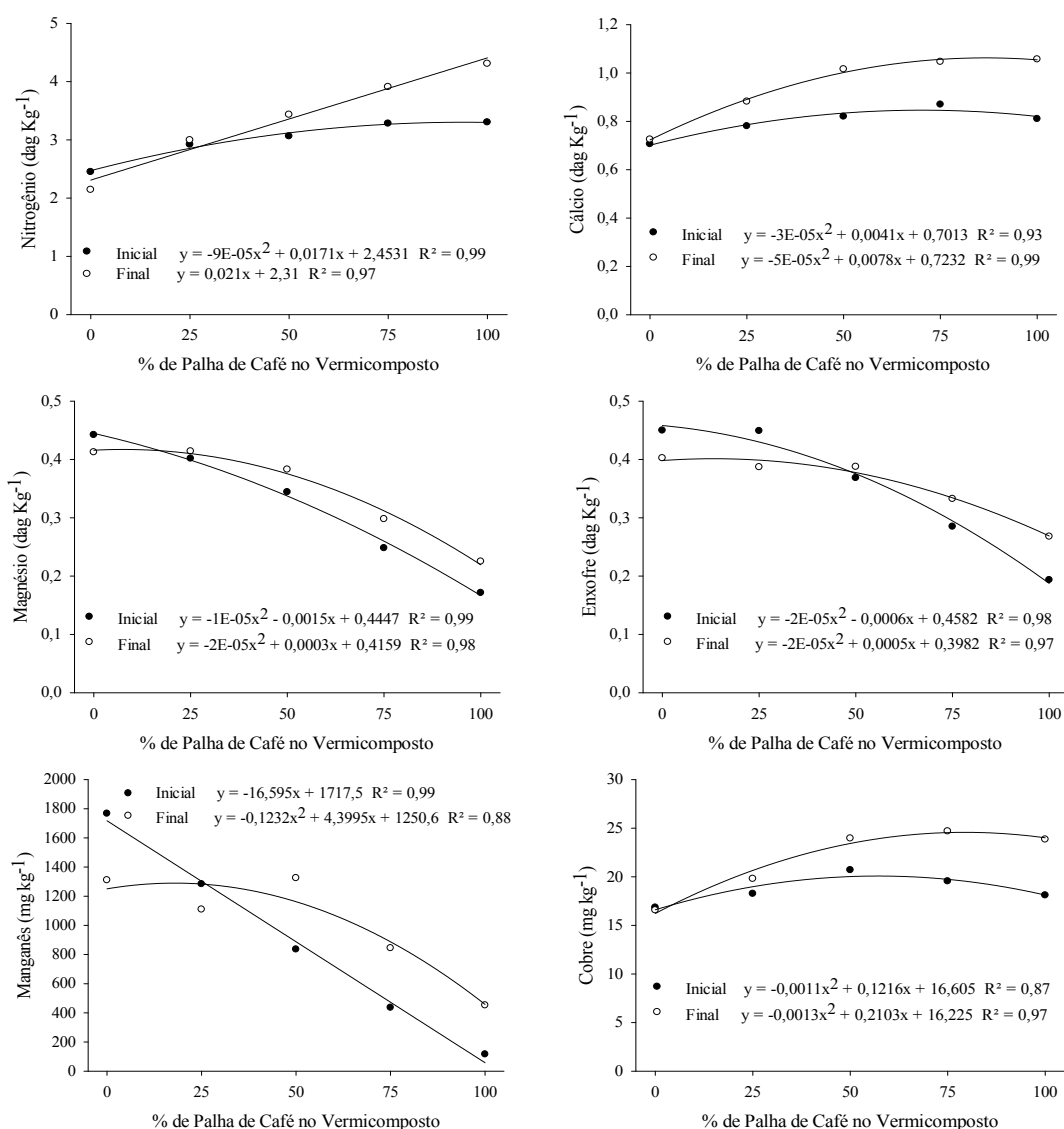 5
4
3
2
1
0
Nitrogênio (dag Kg-1)
Inicial y = -9E-05x2 + 0,0171x + 2,4531 R² = 0,99
Final y = 0,021x + 2,31 R² = 0,97
0 25 50 75 100
% de Palha de Café no Vermicomposto
1,2
1,0
0,8
0,6
0,4
0,2
0,0
Cálcio (dag Kg-1)
Inicial y = -3E-05x2 + 0,0041x + 0,7013 R² = 0,93
Final y = -5E-05x2 + 0,0078x + 0,7232 R² = 0,99
0 25 50 75 100
% de Palha de Café no Vermicomposto
0,5
0,4
0,3
0,2
0,1
0,0
Magnésio (dag Kg-1)
Inicial y = -1E-05x2 - 0,0015x + 0,4447 R² = 0,99
Final y = -2E-05x2 + 0,0003x + 0,4159 R² = 0,98
0 25 50 75 100
% de Palha de Café no Vermicomposto
0,5
0,4
0,3
0,2
0,1
0,0
Enxofre (dag Kg-1)
Inicial y = -2E-05x2 - 0,0006x + 0,4582 R² = 0,98
Final y = -2E-05x2 + 0,0005x + 0,3982 R² = 0,97
0 25 50 75 100
% de Palha de Café no Vermicomposto
2000
1800
1600
1400
1200
1000
800
600
400
200
0
Manganês (mg kg-1)
Inicial y = -16,595x + 1717,5 R² = 0,99
Final y = -0,1232x2 + 4,3995x + 1250,6 R² = 0,88
0 25 50 75 100
% de Palha de Café no Vermicomposto
30
25
20
15
10
5
0
Cobre (mg kg-1)
Inicial y = -0,0011x2 + 0,1216x + 16,605 R² = 0,87
Final y = -0,0013x2 + 0,2103x + 16,225 R² = 0,97
0 25 50 75 100
% de Palha de Café no Vermicomposto